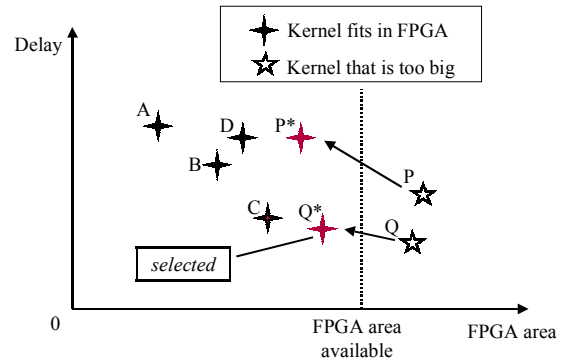 Kernel fits in FPGA
Kernel that is too big
Delay
A
D
P*
B
P
C
Q*
Q
selected
0
FPGA area
available
FPGA area